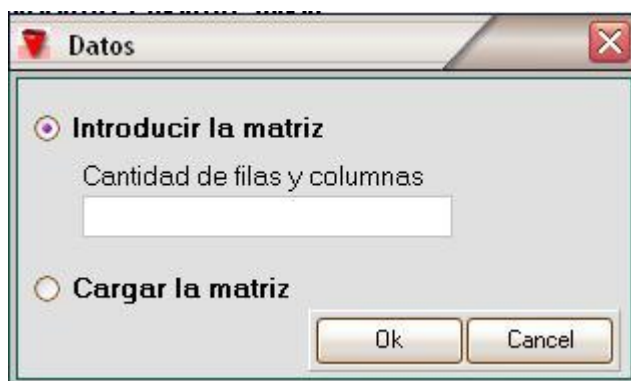 Datos
Introducir la matriz
Cantidad de filas y columnas
Cargar la matriz
Ok Cancel